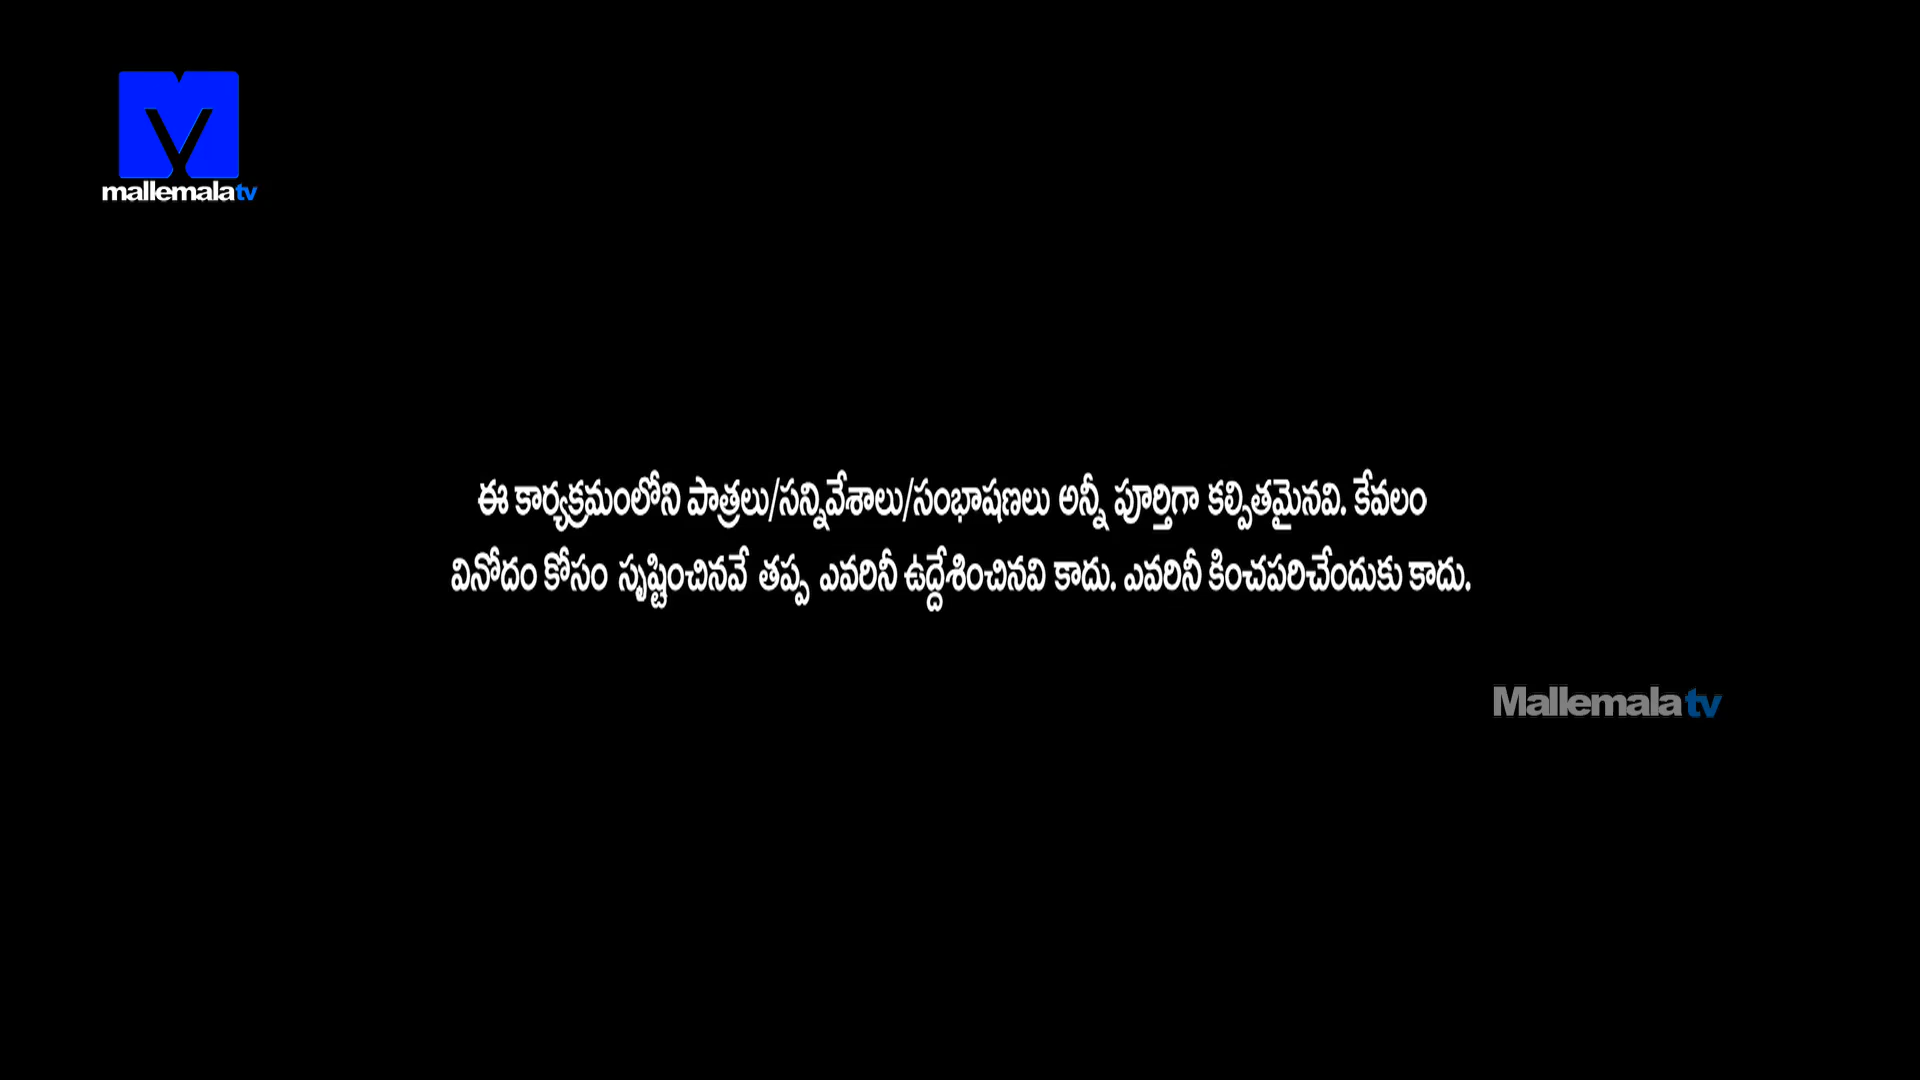 mallemalatv
ఈ కార్యక్రమంలోని పాత్రలు/సన్నివేశాలు/సంభాషణలు అన్నీ పూర్తిగా కల్పితమైనవి. కేవలం
వినోదం కోసం సృష్టించినవే తప్ప ఎవరినీ ఉద్దేశించినవి కాదు. ఎవరినీ కించపరిచేందుకు కాదు.
Mallemalatv